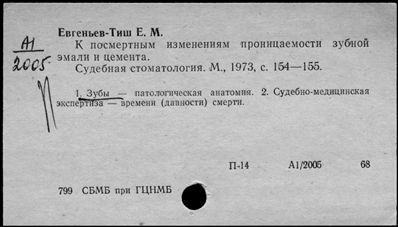 Евгеньев-Тиш Е. М.
А1
2005
К посмертным изменениям проницаемости зубной
эмали и цемента.
Судебная стоматология. М., 1973, с. 154—155.
1. Зубы — патологическая анатомия. 2. Судебно-медицинская
экспертиза — времени (давности) смерти.
П-14 А1/2005 68
799 СБМБ при ГЦНМБ